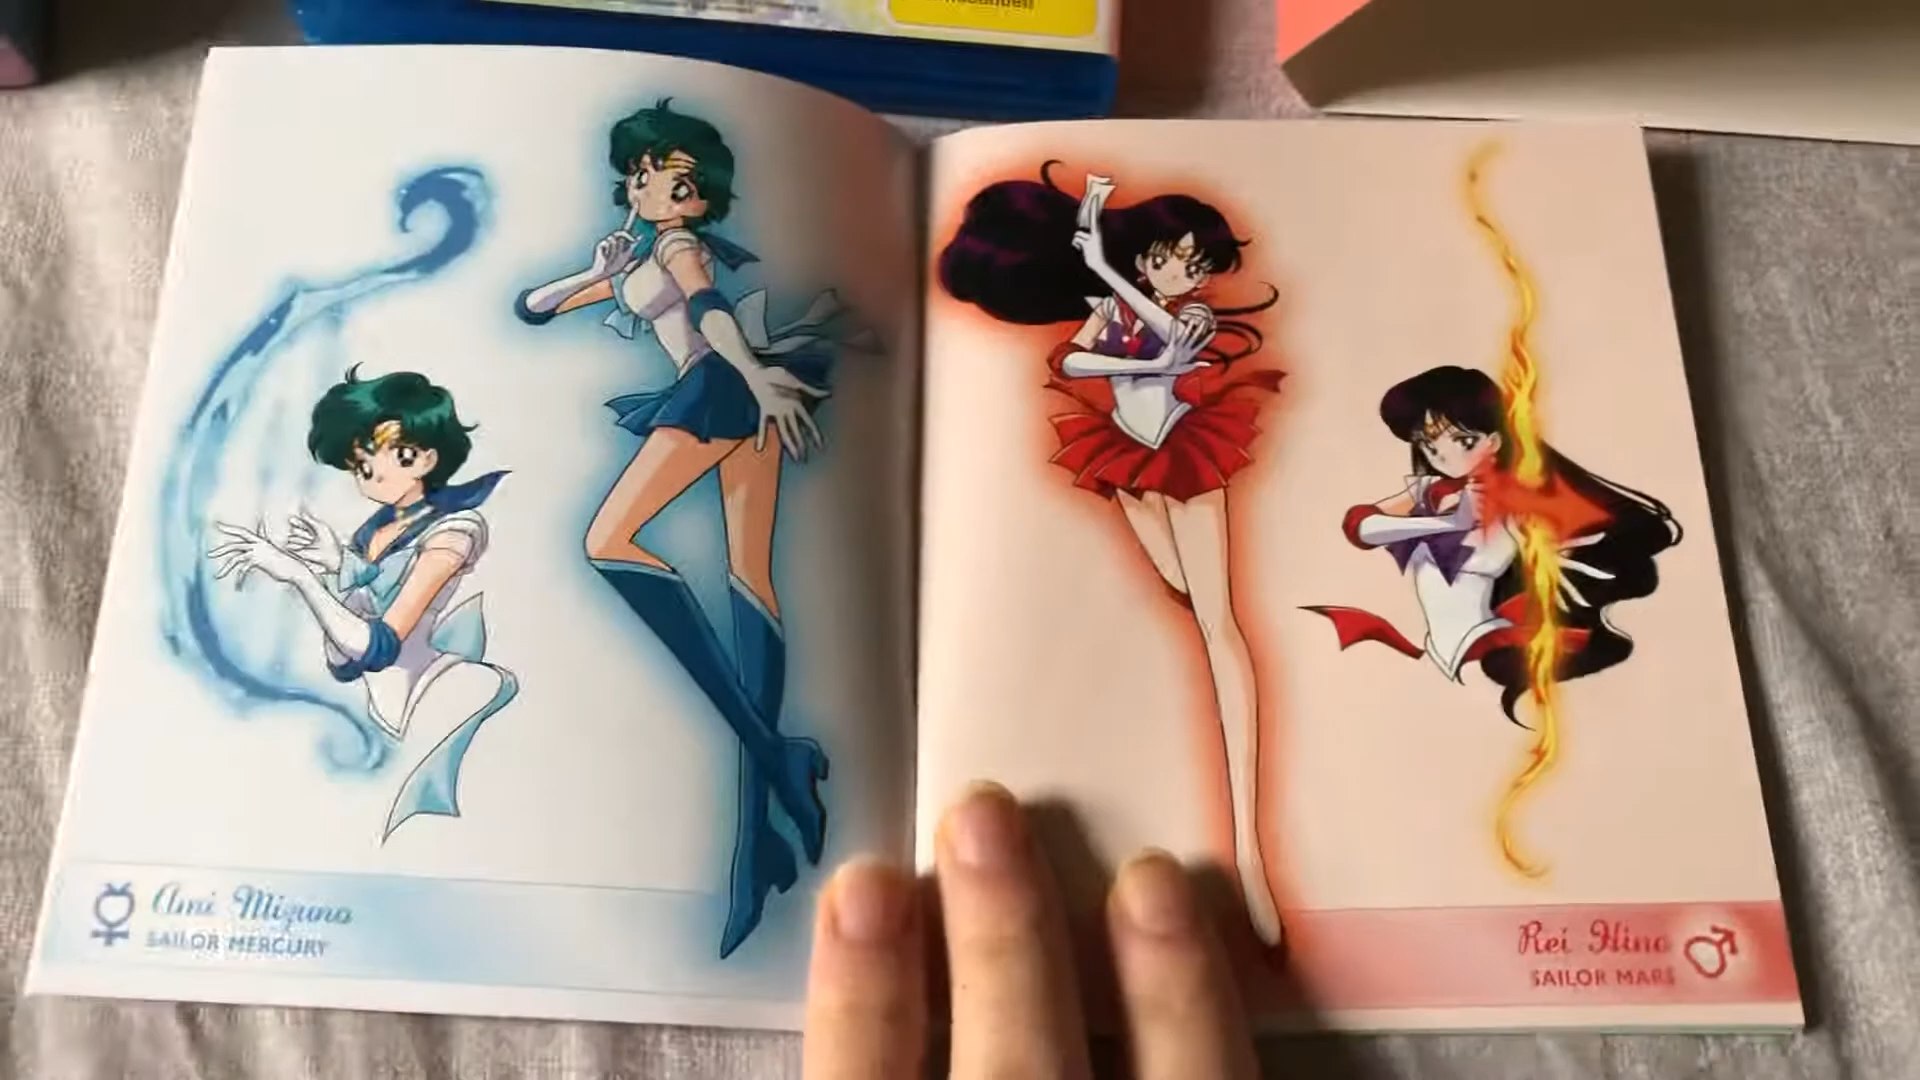 Ami Mizuno
SAILOR MERCURY
Rei Hino
SAILOR MARS